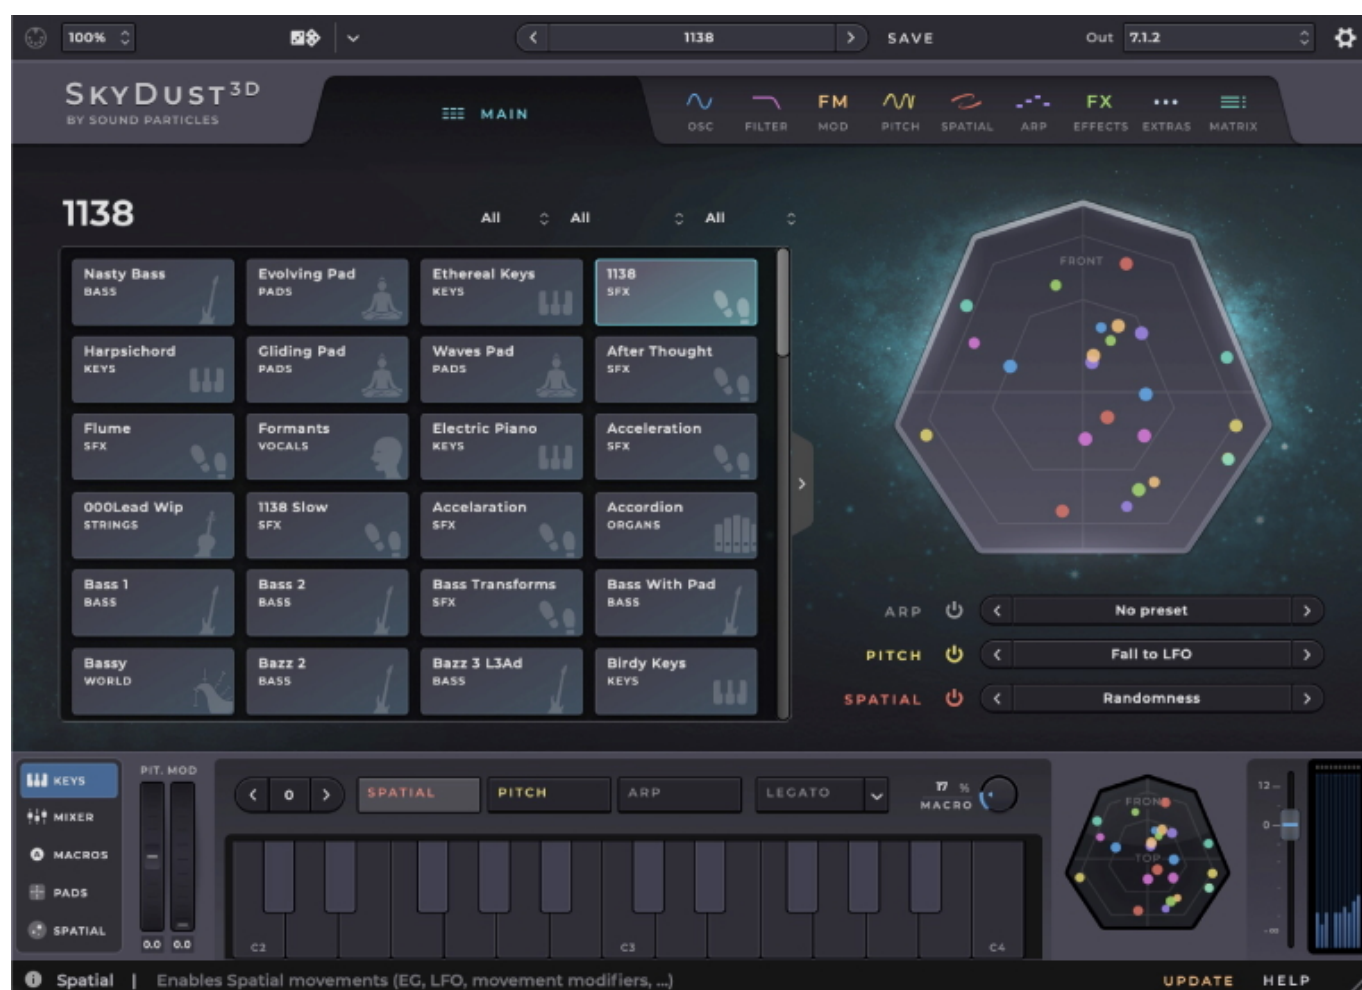 100%
1138
SAVE
Out 7.1.2
SKYDUST3D
BY SOUND PARTICLES
MAIN
OSC
FILTER
FM
MOD
PITCH
SPATIAL
ARP
FX
EFFECTS
EXTRAS
MATRIX
1138
All All All
Nasty Bass
BASS
Evolving Pad
PADS
Ethereal Keys
KEYS
1138
SFX
Harpsichord
KEYS
Gliding Pad
PADS
Waves Pad
PADS
After Thought
SFX
Flume
SFX
Formants
VOCALS
Electric Piano
KEYS
Acceleration
SFX
000Lead Wip
STRINGS
1138 Slow
SFX
Accelaration
SFX
Accordion
ORGANS
Bass 1
BASS
Bass 2
BASS
Bass Transforms
SFX
Bass With Pad
BASS
Bassy
WORLD
Bazz 2
BASS
Bazz 3 L3Ad
BASS
Birdy Keys
KEYS
FRONT
ARP No preset
PITCH Fall to LFO
SPATIAL Randomness
KEYS
MIXER
A MACROS
PADS
SPATIAL
PIT. MOD
0.0 0.0
0
SPATIAL
PITCH
ARP
LEGATO
17 %
MACRO
C2
C3
C4
FRONT
TOP
12
0
-∞
Spatial | Enables Spatial movements (EG, LFO, movement modifiers, ...)
UPDATE
HELP